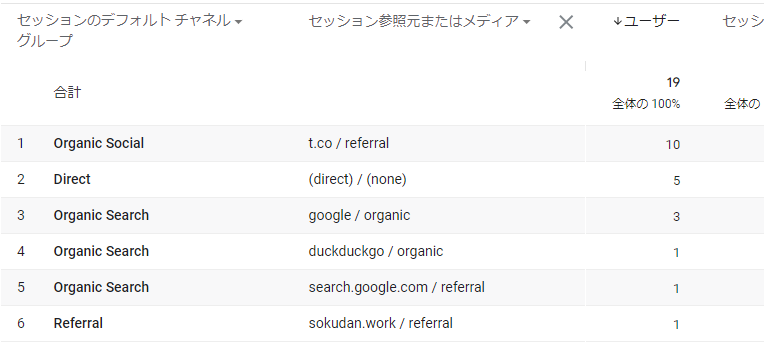 セッションのデフォルト チャネル グループ セッション参照元またはメディア ↓ユーザー セッシ
合計 19
全体の 100% 全体の
1 Organic Social t.co / referral 10
2 Direct (direct) / (none) 5
3 Organic Search google / organic 3
4 Organic Search duckduckgo / organic 1
5 Organic Search search.google.com / referral 1
6 Referral sokudan.work / referral 1